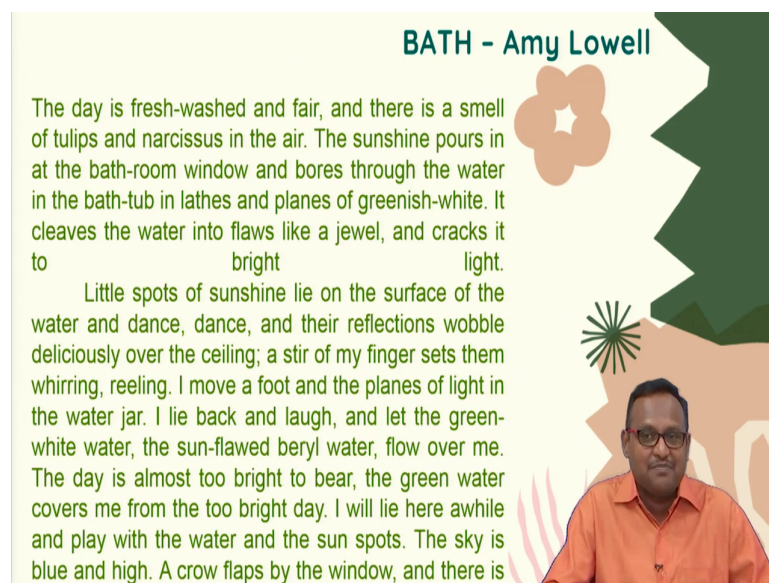 BATH – Amy Lowell
The day is fresh-washed and fair, and there is a smell
of tulips and narcissus in the air. The sunshine pours in
at the bath-room window and bores through the water
in the bath-tub in lathes and planes of greenish-white. It
cleaves the water into flaws like a jewel, and cracks it
to bright light.
Little spots of sunshine lie on the surface of the
water and dance, dance, and their reflections wobble
deliciously over the ceiling; a stir of my finger sets them
whirring, reeling. I move a foot and the planes of light in
the water jar. I lie back and laugh, and let the green-
white water, the sun-flawed beryl water, flow over me.
The day is almost too bright to bear, the green water
covers me from the too bright day. I will lie here awhile
and play with the water and the sun spots. The sky is
blue and high. A crow flaps by the window, and there is